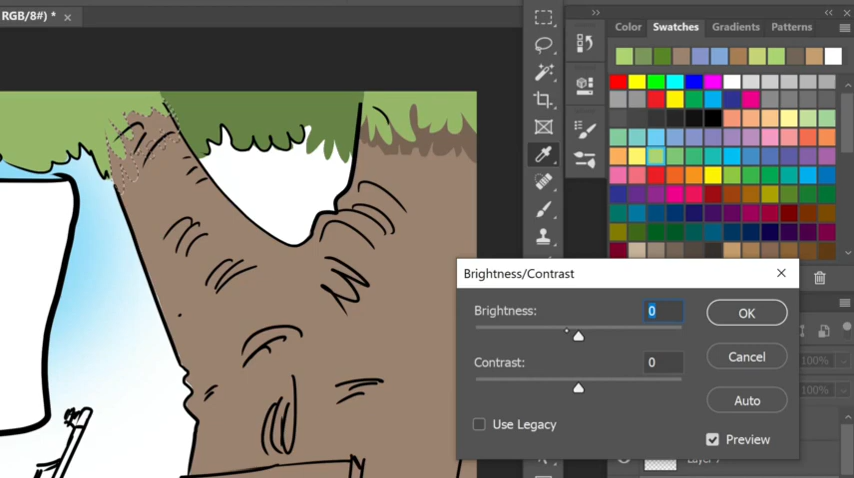 RGB/8#) * ×
Color Swatches Gradients Patterns
Brightness/Contrast
Brightness: 0
OK
Contrast: 0
Cancel
100%
100%
Auto
Use Legacy
Preview